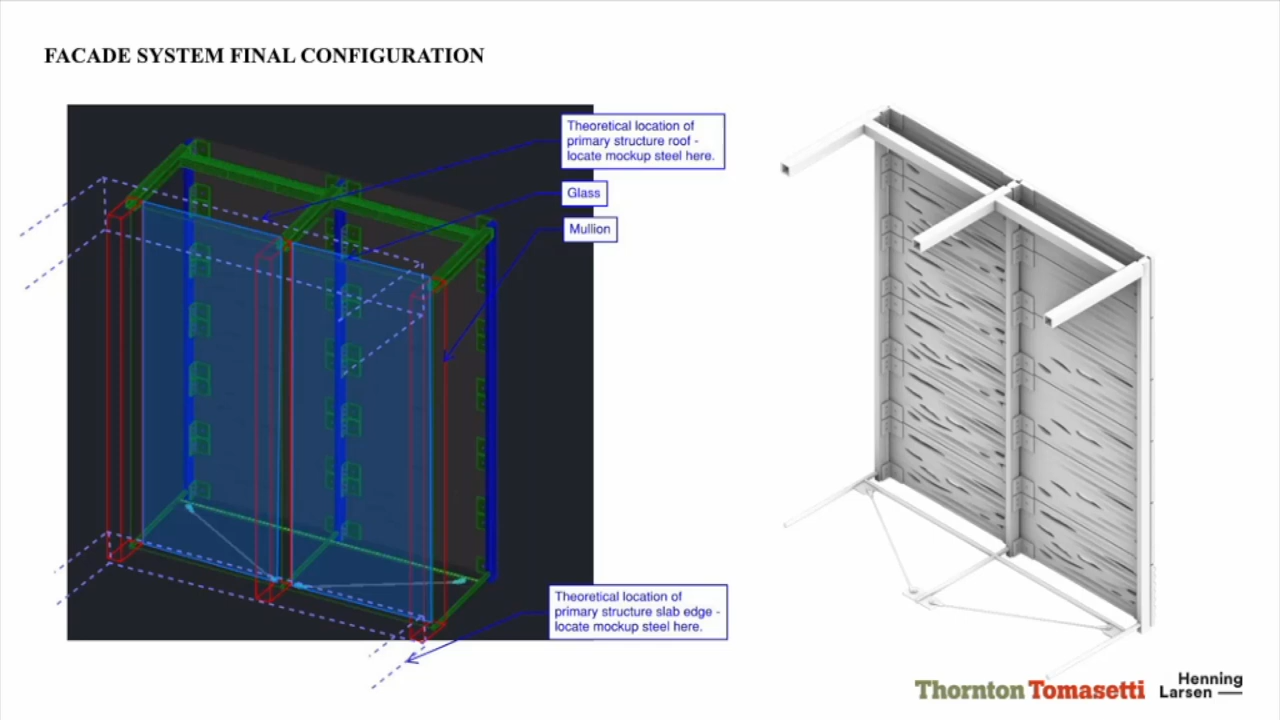 FACADE SYSTEM FINAL CONFIGURATION
Theoretical location of
primary structure roof -
locate mockup steel here.
Glass
Mullion
Theoretical location of
primary structure slab edge -
locate mockup steel here.
Thornton Tomasetti
Henning
Larsen —